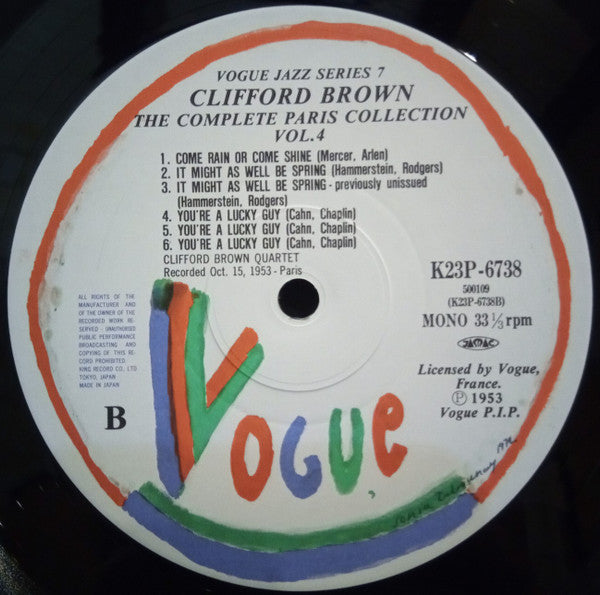 VOGUE JAZZ SERIES 7
CLIFFORD BROWN
THE COMPLETE PARIS COLLECTION
VOL.4
1. COME RAIN OR COME SHINE (Mercer, Arlen)
2. IT MIGHT AS WELL BE SPRING (Hammerstein, Rodgers)
3. IT MIGHT AS WELL BE SPRING - previously unissued
(Hammerstein, Rodgers)
4. YOU'RE A LUCKY GUY (Cahn, Chaplin)
5. YOU'RE A LUCKY GUY (Cahn, Chaplin)
6. YOU'RE A LUCKY GUY (Cahn, Chaplin)
CLIFFORD BROWN QUARTET
Recorded Oct. 15, 1953 - Paris
K23P-6738
500109
(K23P-6738B)
MONO 33 1/3 rpm
JASRAC
ALL RIGHTS OF THE
MANUFACTURER AND
OF THE OWNER OF THE
RECORDED WORK RE-
SERVED - UNAUTHORISED
PUBLIC PERFORMANCE
BROADCASTING AND
COPYING OF THIS RE-
CORD PROHIBITED.
KING RECORD CO., LTD
TOKYO, JAPAN
MADE IN JAPAN
Licensed by Vogue,
France.
Ⓟ 1953
Vogue P.I.P.
B
VOGUE